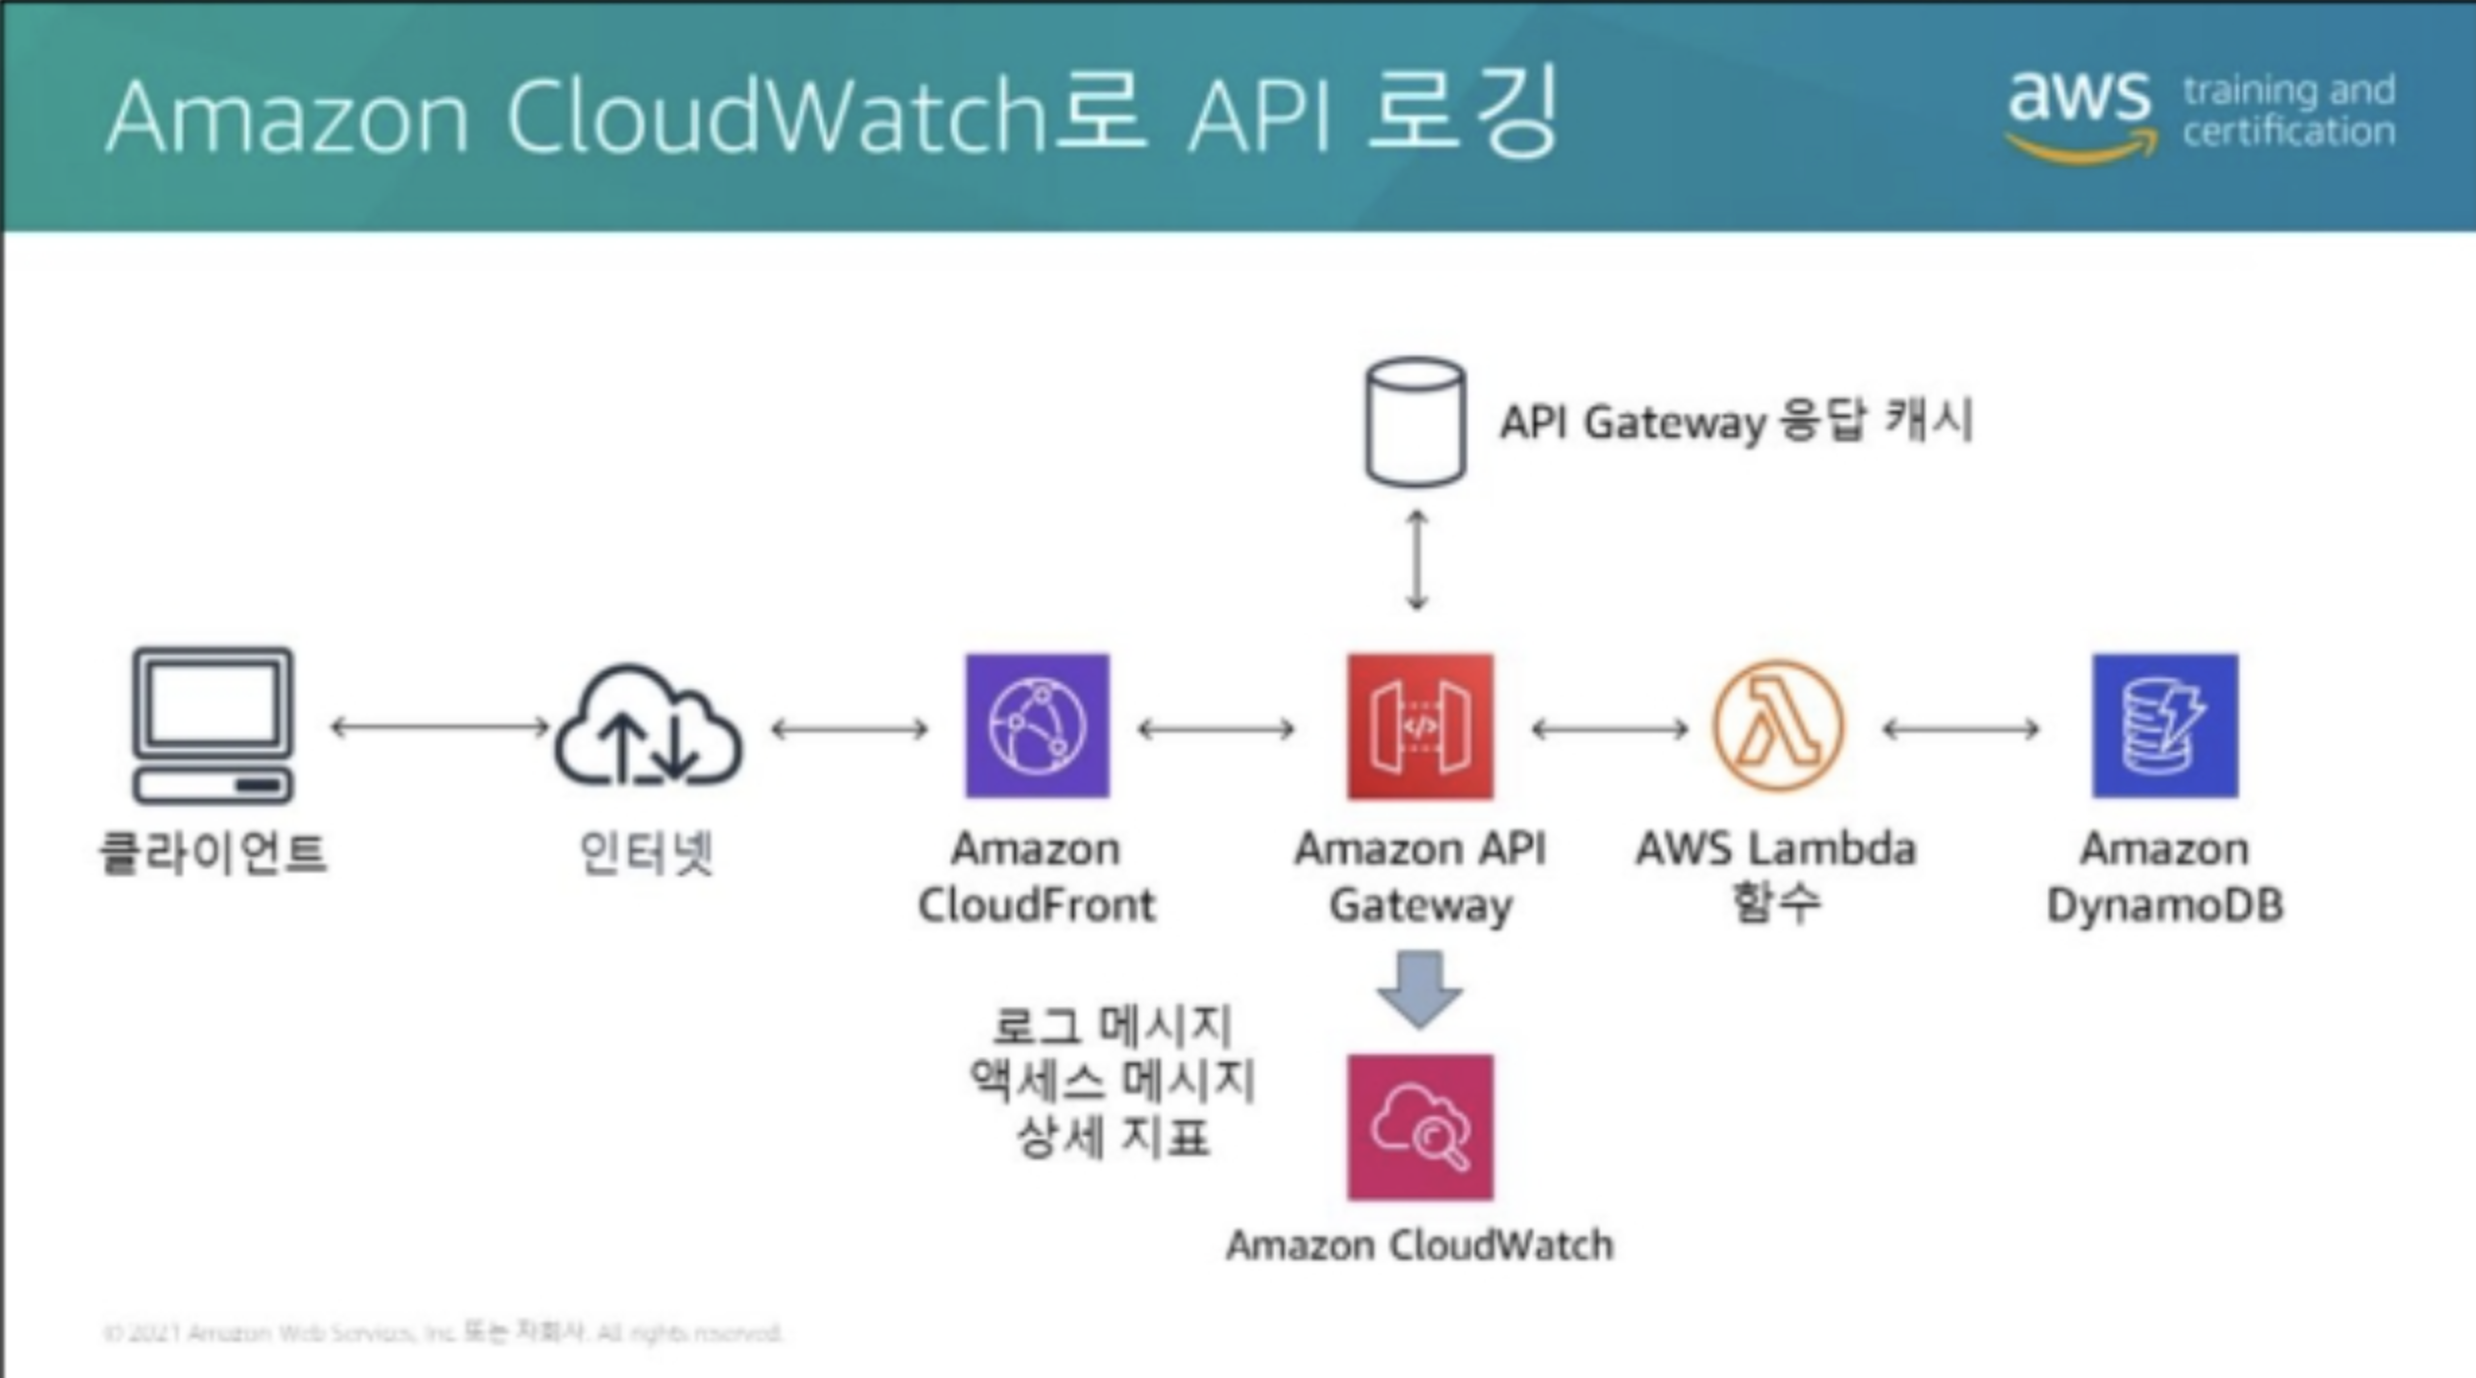 Amazon CloudWatch로 API 로깅
aws training and
certification
API Gateway 응답 캐시
</>
클라이언트
인터넷
Amazon
CloudFront
Amazon API
Gateway
AWS Lambda
함수
Amazon
DynamoDB
로그 메시지
액세스 메시지
상세 지표
Amazon CloudWatch
© 2021 Amazon Web Services, Inc. 또는 자회사. All rights reserved.